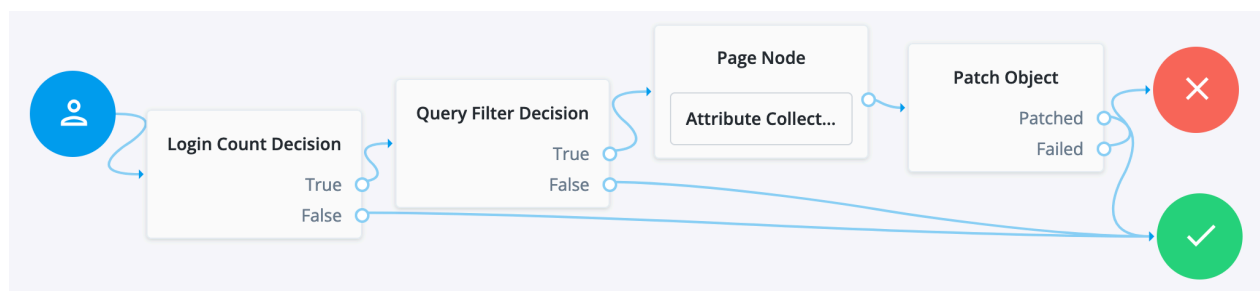 Login Count Decision
True
False
Query Filter Decision
True
False
Page Node
Attribute Collect...
Patch Object
Patched
Failed